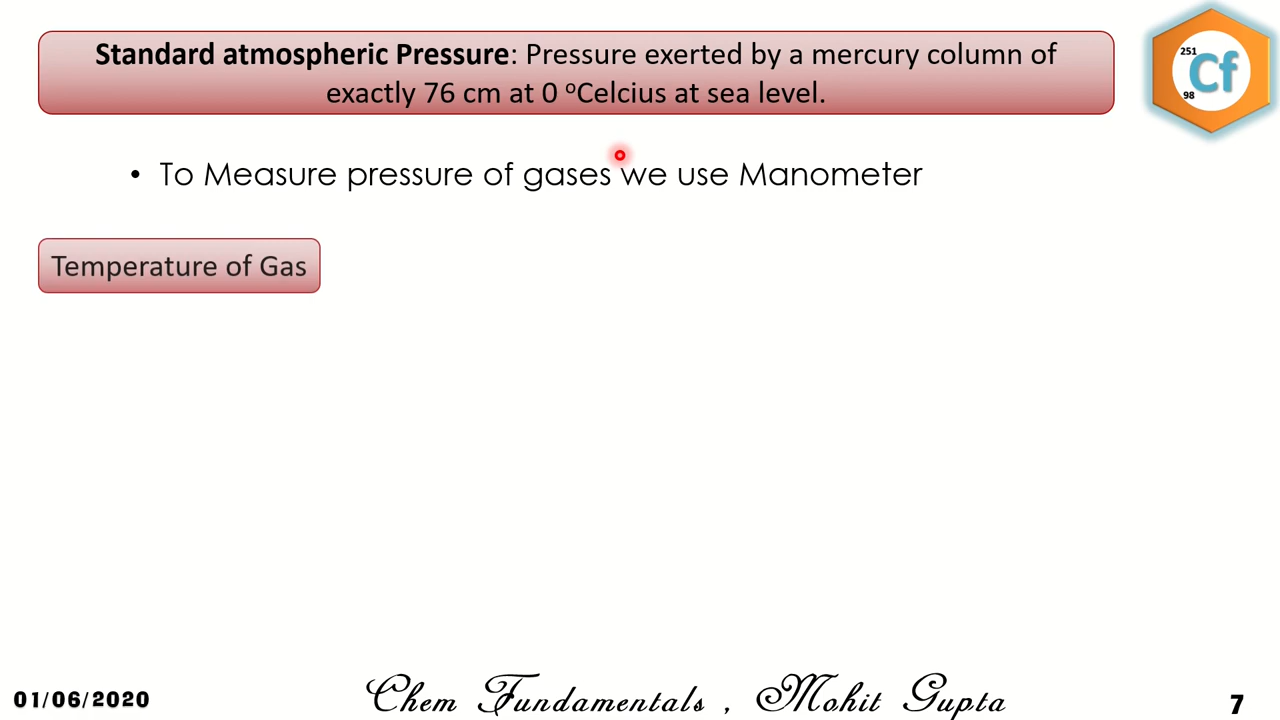 Standard atmospheric Pressure: Pressure exerted by a mercury column of
exactly 76 cm at 0 ᵒCelcius at sea level.
251
Cf
98
• To Measure pressure of gases we use Manometer
Temperature of Gas
01/06/2020
Chem Fundamentals , Mohit Gupta
7